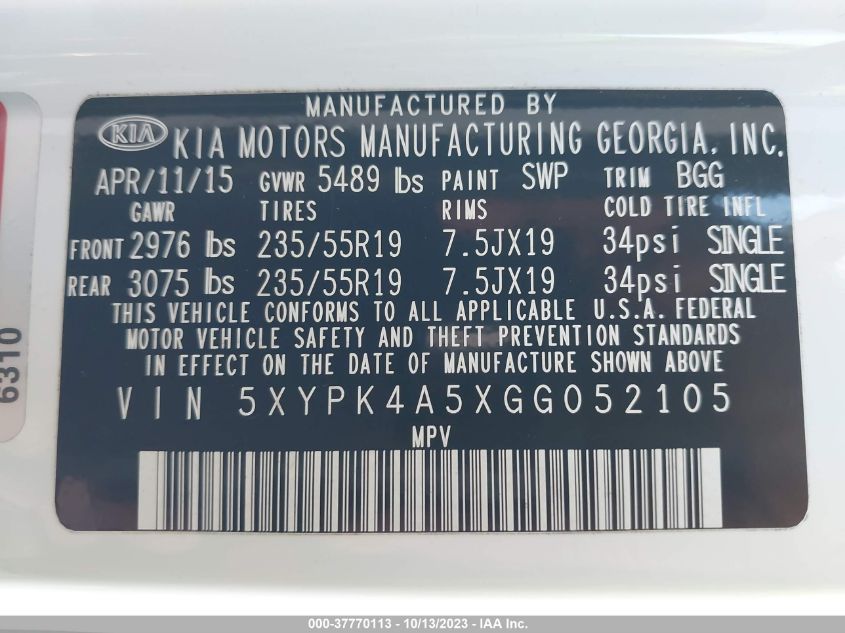 MANUFACTURED BY
KIA KIA MOTORS MANUFACTURING GEORGIA, INC.
APR/11/15 GVWR 5489 lbs PAINT SWP TRIM BGG
GAWR TIRES RIMS COLD TIRE INFL
FRONT 2976 lbs 235/55R19 7.5JX19 34psi SINGLE
REAR 3075 lbs 235/55R19 7.5JX19 34psi SINGLE
THIS VEHICLE CONFORMS TO ALL APPLICABLE U.S.A. FEDERAL
MOTOR VEHICLE SAFETY AND THEFT PREVENTION STANDARDS
IN EFFECT ON THE DATE OF MANUFACTURE SHOWN ABOVE
VIN 5XYPK4A5XGG052105
MPV
6310
000-37770113 - 10/13/2023 - IAA Inc.